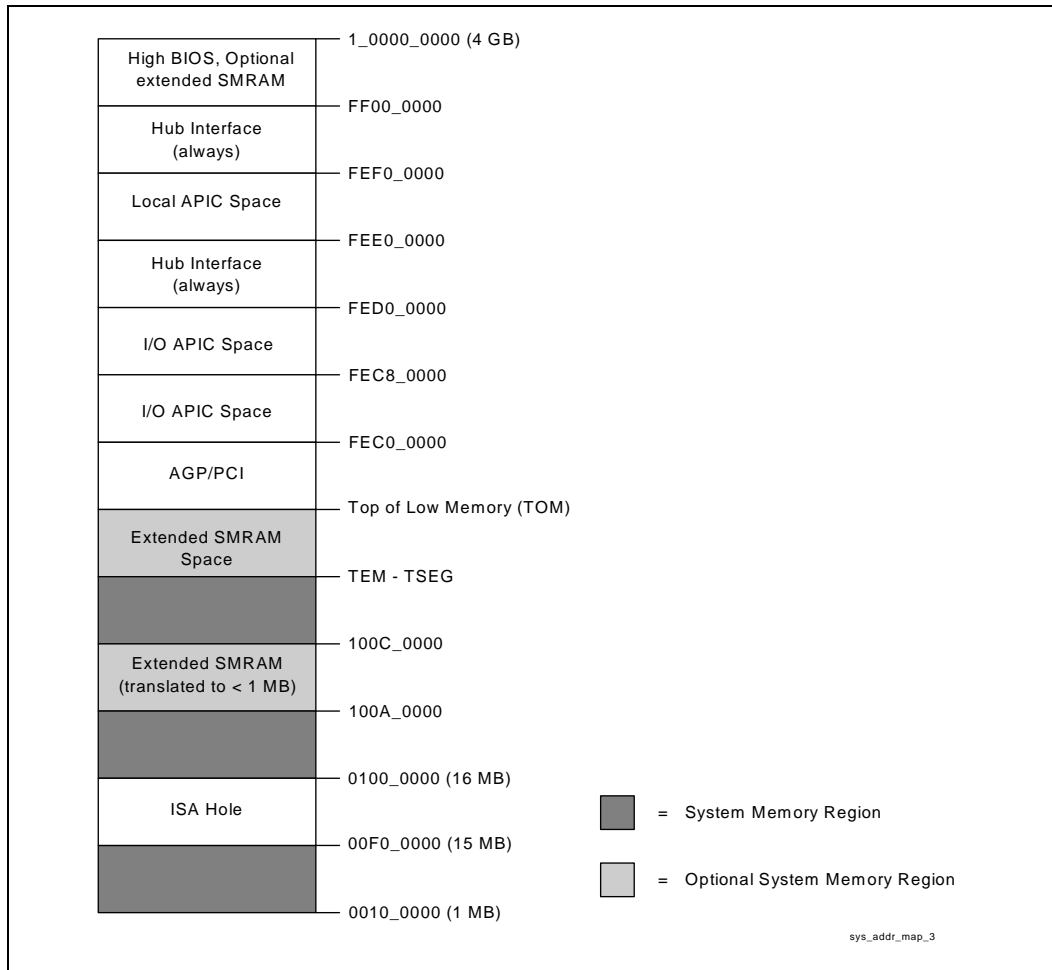 1_0000_0000 (4 GB)
High BIOS, Optional
extended SMRAM
FF00_0000
Hub Interface
(always)
FEF0_0000
Local APIC Space
FEE0_0000
Hub Interface
(always)
FED0_0000
I/O APIC Space
FEC8_0000
I/O APIC Space
FEC0_0000
AGP/PCI
Top of Low Memory (TOM)
Extended SMRAM
Space
TEM - TSEG
100C_0000
Extended SMRAM
(translated to < 1 MB)
100A_0000
0100_0000 (16 MB)
ISA Hole
= System Memory Region
00F0_0000 (15 MB)
= Optional System Memory Region
0010_0000 (1 MB)
sys_addr_map_3